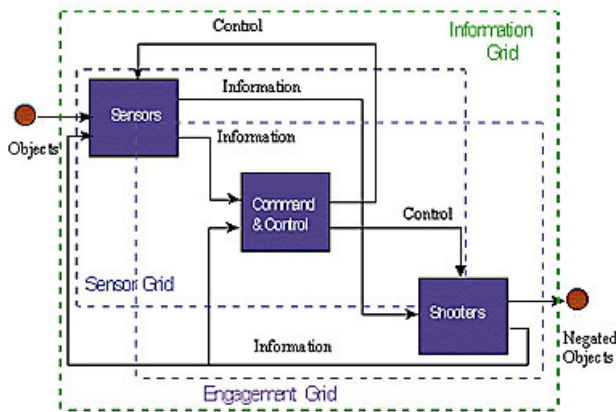 Control
Information
Grid
Information
Sensors
Information
Objects
Command
& Control
Control
Sensor Grid
Shooters
Information
Negated
Objects
Engagement Grid